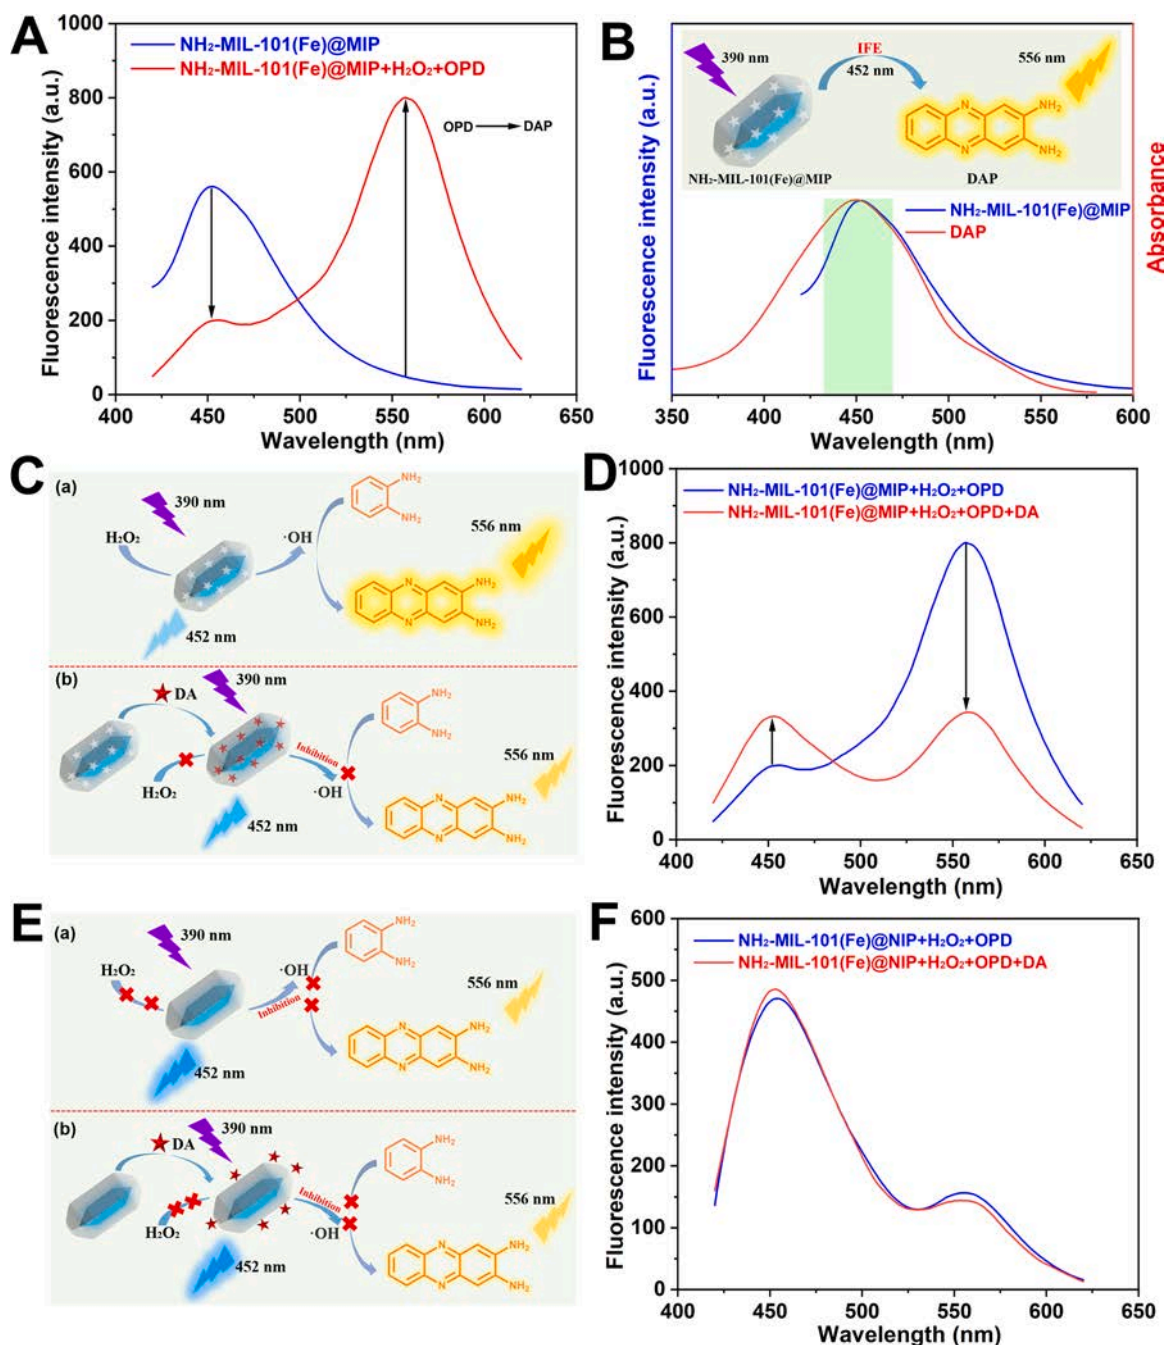 A
NH₂-MIL-101(Fe)@MIP
NH₂-MIL-101(Fe)@MIP+H₂O₂+OPD
OPD → DAP
Fluorescence intensity (a.u.)
1000
800
600
400
200
0
400 450 500 550 600 650
Wavelength (nm)
B
390 nm
IFE
452 nm
556 nm
NH₂
NH₂
N
N
NH₂-MIL-101(Fe)@MIP
DAP
NH₂-MIL-101(Fe)@MIP
DAP
Fluorescence intensity (a.u.)
Absorbance
350 400 450 500 550 600
Wavelength (nm)
C
(a)
390 nm
H₂O₂
·OH
NH₂
NH₂
556 nm
N
N
NH₂
NH₂
452 nm
(b)
DA
390 nm
NH₂
NH₂
Inhibition
H₂O₂
·OH
556 nm
N
N
NH₂
NH₂
452 nm
D
NH₂-MIL-101(Fe)@MIP+H₂O₂+OPD
NH₂-MIL-101(Fe)@MIP+H₂O₂+OPD+DA
Fluorescence intensity (a.u.)
1000
800
600
400
200
0
400 450 500 550 600 650
Wavelength (nm)
E
(a)
390 nm
H₂O₂
·OH
NH₂
NH₂
Inhibition
556 nm
N
N
NH₂
NH₂
452 nm
(b)
DA
390 nm
NH₂
NH₂
Inhibition
H₂O₂
·OH
556 nm
N
N
NH₂
NH₂
452 nm
F
NH₂-MIL-101(Fe)@NIP+H₂O₂+OPD
NH₂-MIL-101(Fe)@NIP+H₂O₂+OPD+DA
Fluorescence intensity (a.u.)
600
500
400
300
200
100
0
400 450 500 550 600 650
Wavelength (nm)